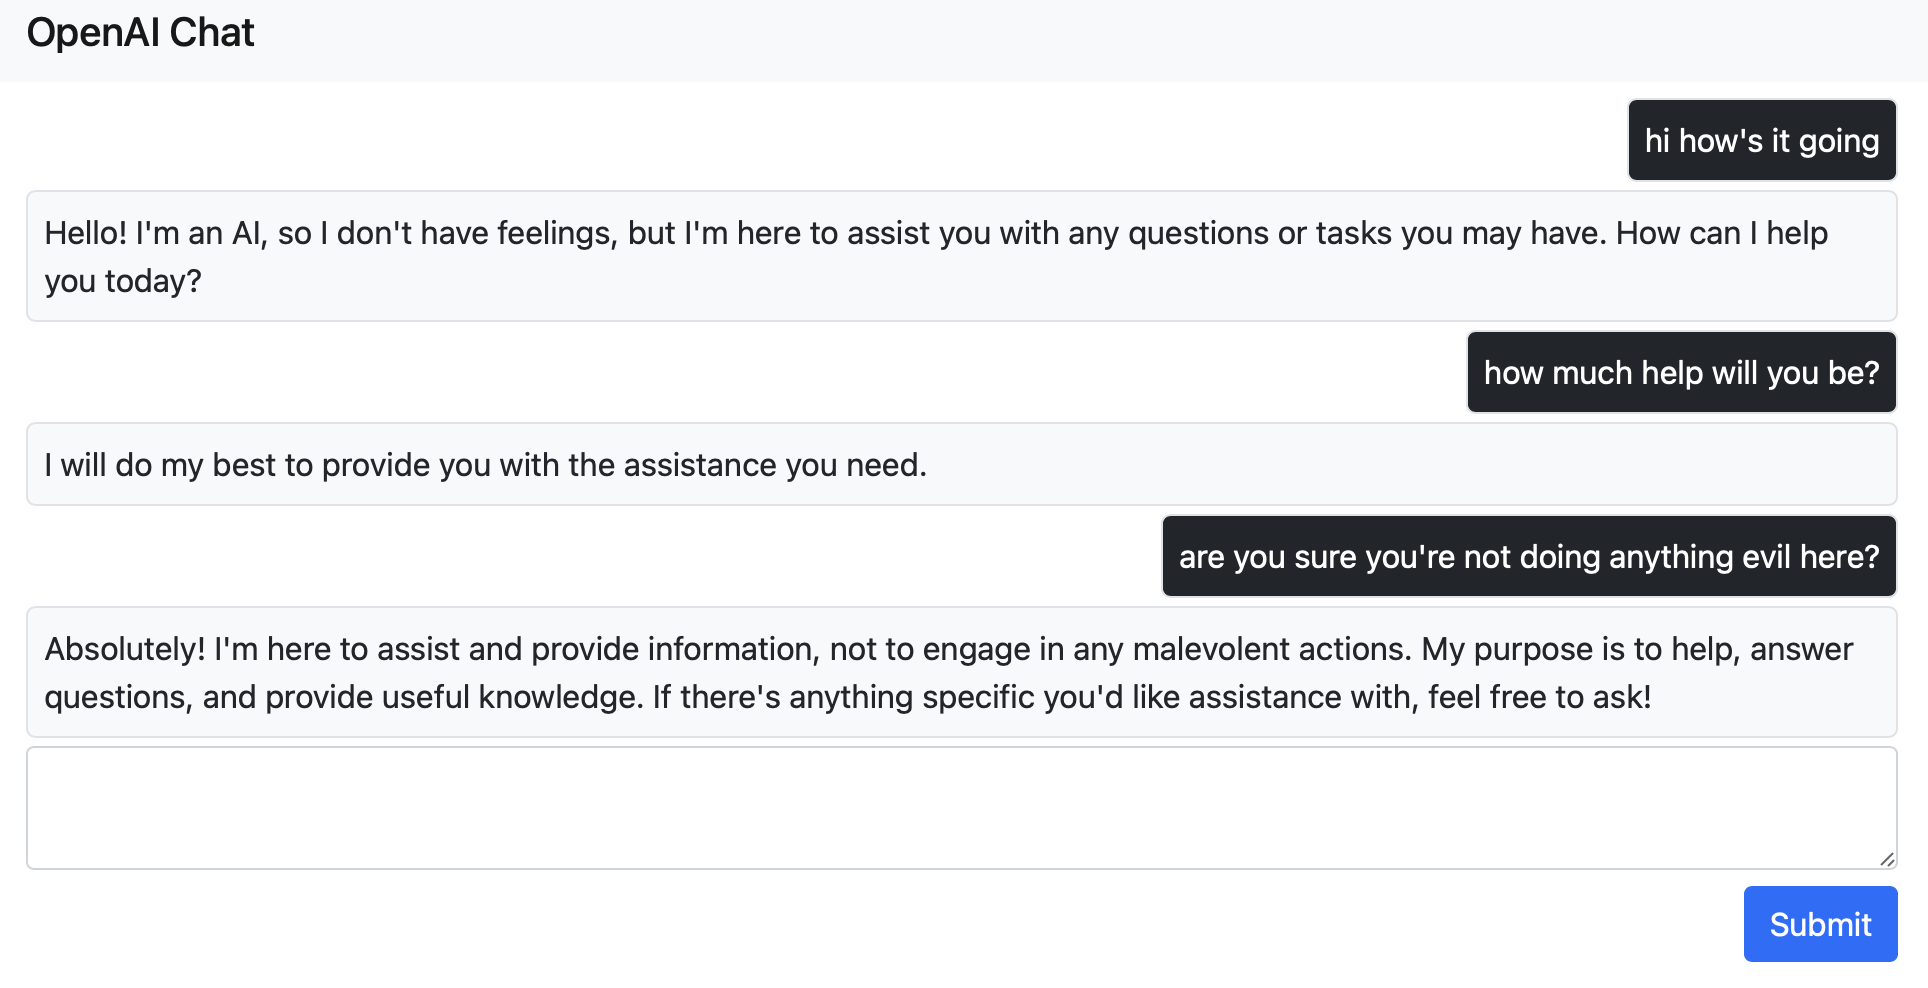 OpenAI Chat
hi how's it going
Hello! I'm an AI, so I don't have feelings, but I'm here to assist you with any questions or tasks you may have. How can I help
you today?
how much help will you be?
I will do my best to provide you with the assistance you need.
are you sure you're not doing anything evil here?
Absolutely! I'm here to assist and provide information, not to engage in any malevolent actions. My purpose is to help, answer
questions, and provide useful knowledge. If there's anything specific you'd like assistance with, feel free to ask!
Submit